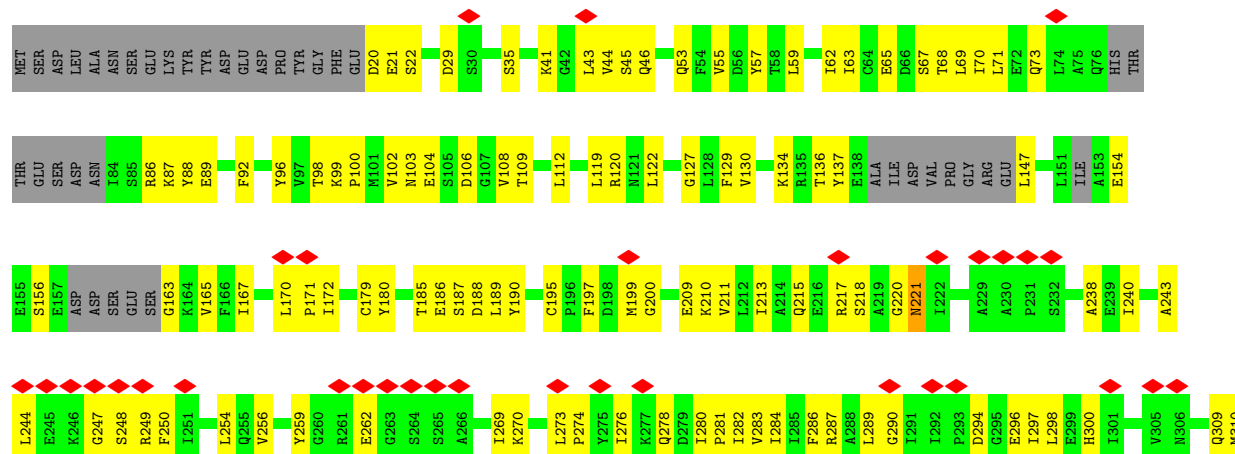 MET SER ASP LEU ALA ASN SER GLU LYS TYR TYR ASP GLU ASP PRO TYR GLY PHE GLU D20 E21 S22 D29 S30 S35 K41 G42 L43 V44 S45 Q46 Q53 F54 V55 D56 Y57 T58 L59 I62 I63 C64 E65 D66 S67 T68 L69 I70 L71 E72 Q73 L74 A75 Q76 HIS THR
THR GLU SER ASP ASN I84 S85 R86 K87 Y88 E89 F92 Y96 V97 T98 K99 P100 M101 V102 N103 E104 S105 D106 G107 V108 T109 L112 L119 R120 N121 L122 G127 L128 F129 V130 K134 R135 T136 Y137 E138 ALA ILE ASP VAL PRO GLY ARG GLU L147 L151 ILE A153 E154
E155 S156 E157 ASP ASP SER GLU SER G163 K164 V165 F166 I167 L170 P171 I172 C179 Y180 T185 E186 S187 D188 L189 Y190 C195 P196 F197 D198 M199 G200 E209 K210 V211 L212 I213 A214 Q215 E216 R217 S218 A219 G220 N221 I222 A229 A230 P231 S232 A238 E239 I240 A243
L244 E245 K246 G247 S248 R249 F250 I251 L254 Q255 V256 Y259 G260 R261 E262 G263 S264 S265 A266 I269 K270 L273 P274 Y275 I276 K277 Q278 D279 I280 P281 I282 V283 I284 I285 F286 R287 A288 L289 G290 I291 I292 P293 D294 G295 E296 I297 L298 E299 H300 I301 V305 N306 Q309 M310